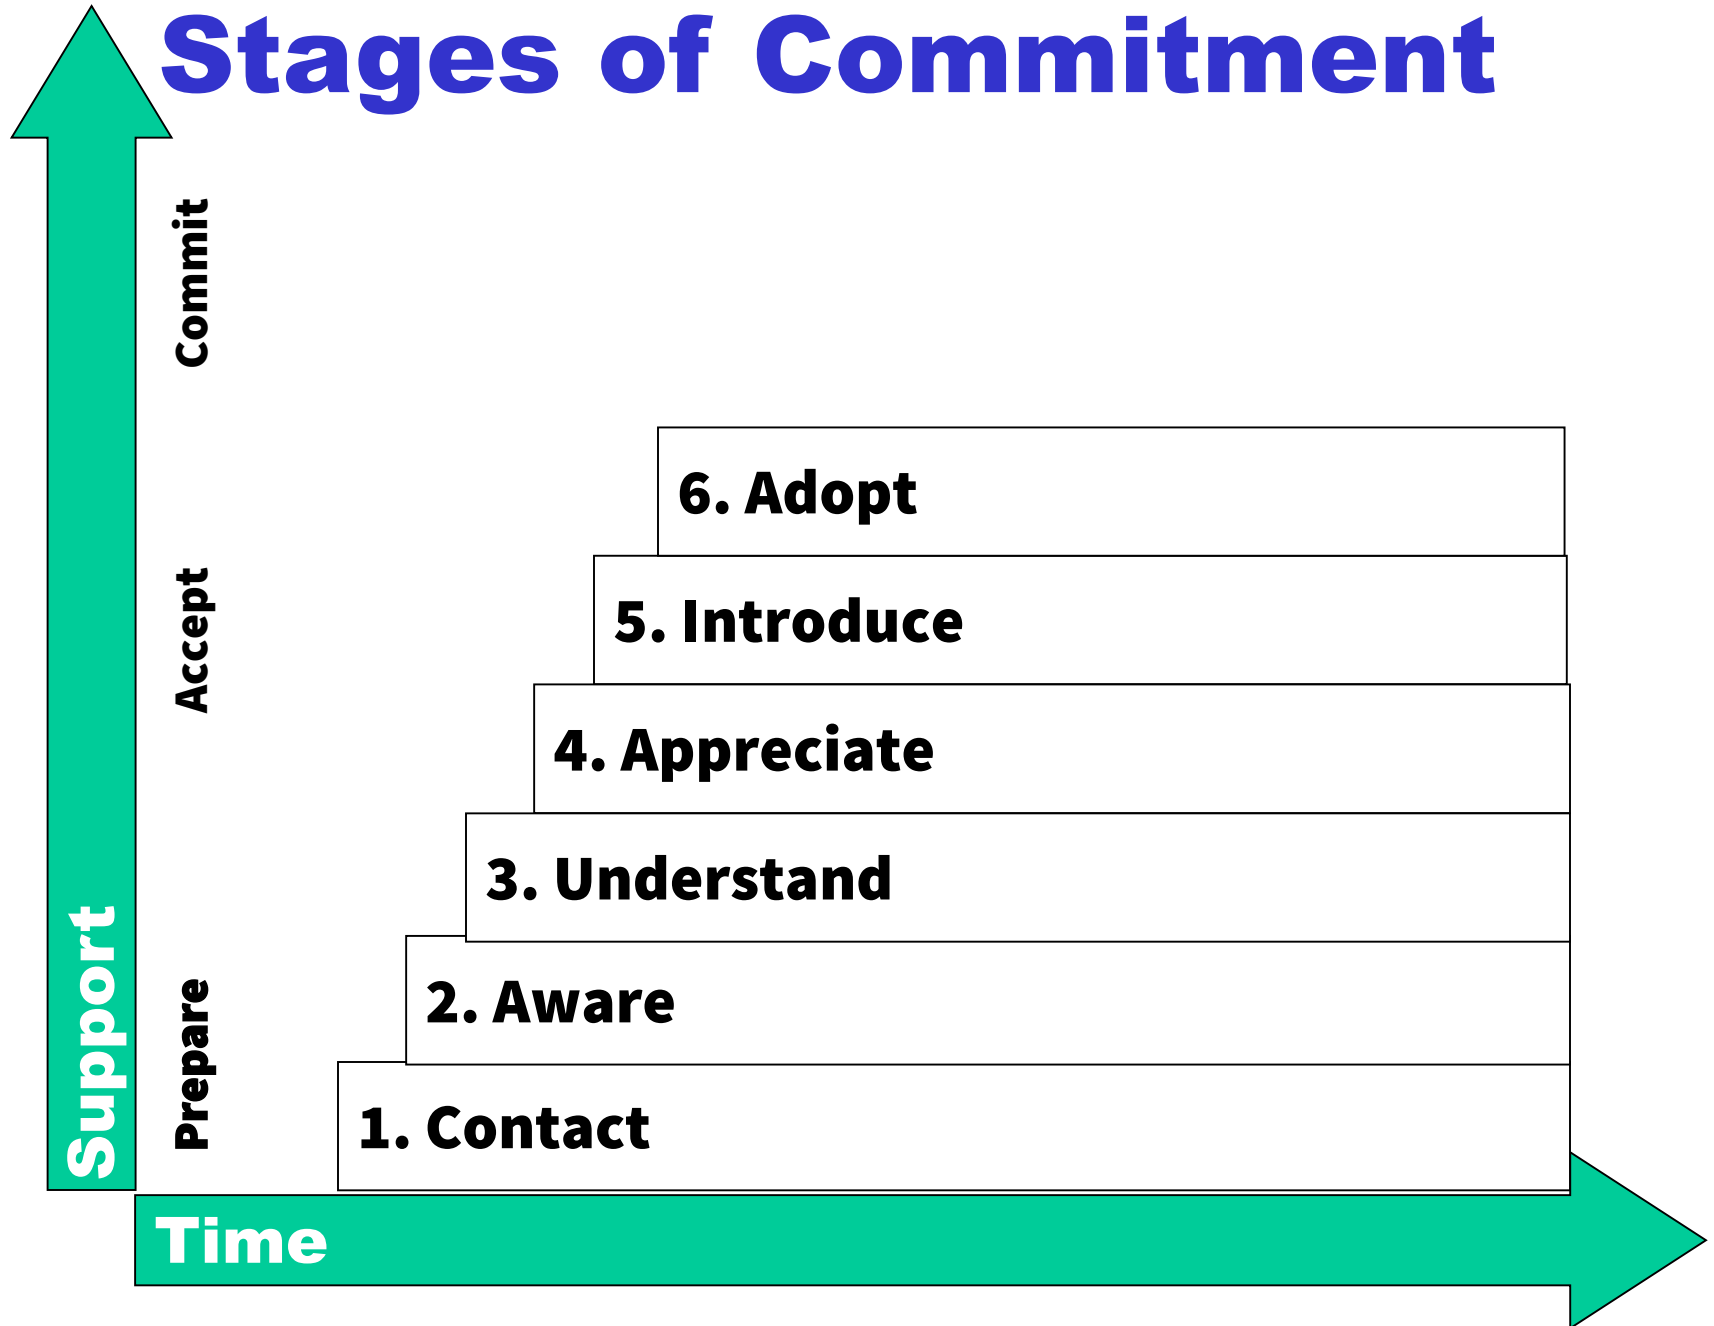 Stages of Commitment
Commit
6. Adopt
5. Introduce
Accept
4. Appreciate
3. Understand
2. Aware
Prepare
1. Contact
Support
Time